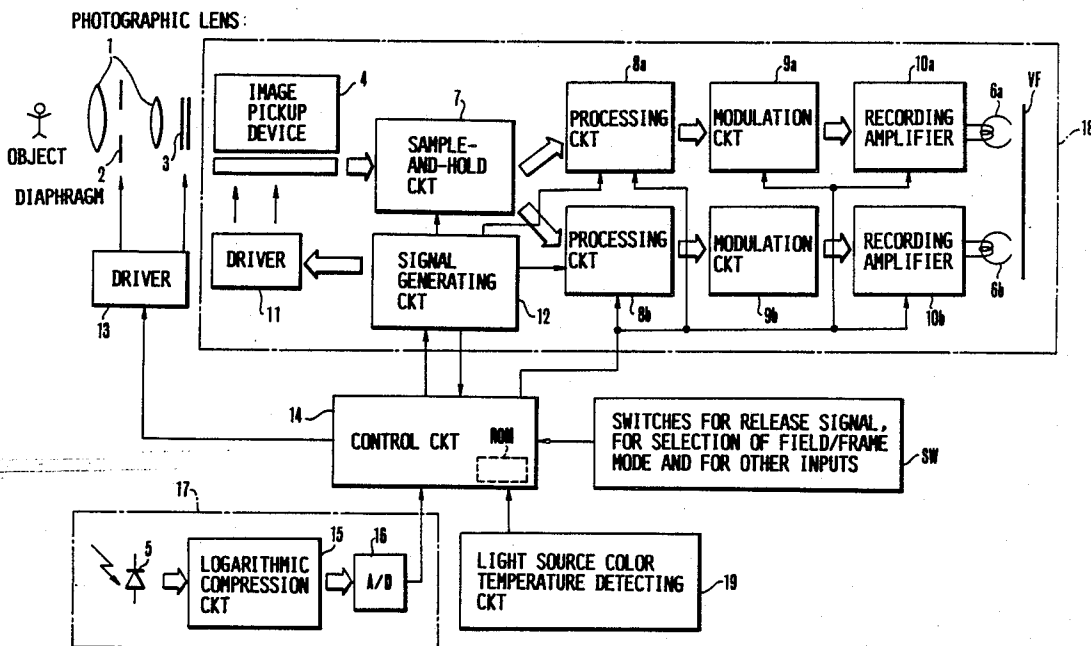 PHOTOGRAPHIC LENS:
1
OBJECT
2
3
DIAPHRAGM
DRIVER
13
IMAGE
PICKUP
DEVICE
4
7
SAMPLE-
AND-HOLD
CKT
DRIVER
11
SIGNAL
GENERATING
CKT
12
8a
PROCESSING
CKT
9a
MODULATION
CKT
10a
RECORDING
AMPLIFIER
6a
VF
18
PROCESSING
CKT
8b
MODULATION
CKT
9b
RECORDING
AMPLIFIER
10b
6b
14
CONTROL CKT
ROM
SWITCHES FOR RELEASE SIGNAL,
FOR SELECTION OF FIELD/FRAME
MODE AND FOR OTHER INPUTS
SW
17
5
15
LOGARITHMIC
COMPRESSION
CKT
16
A/D
LIGHT SOURCE COLOR
TEMPERATURE DETECTING
CKT
19